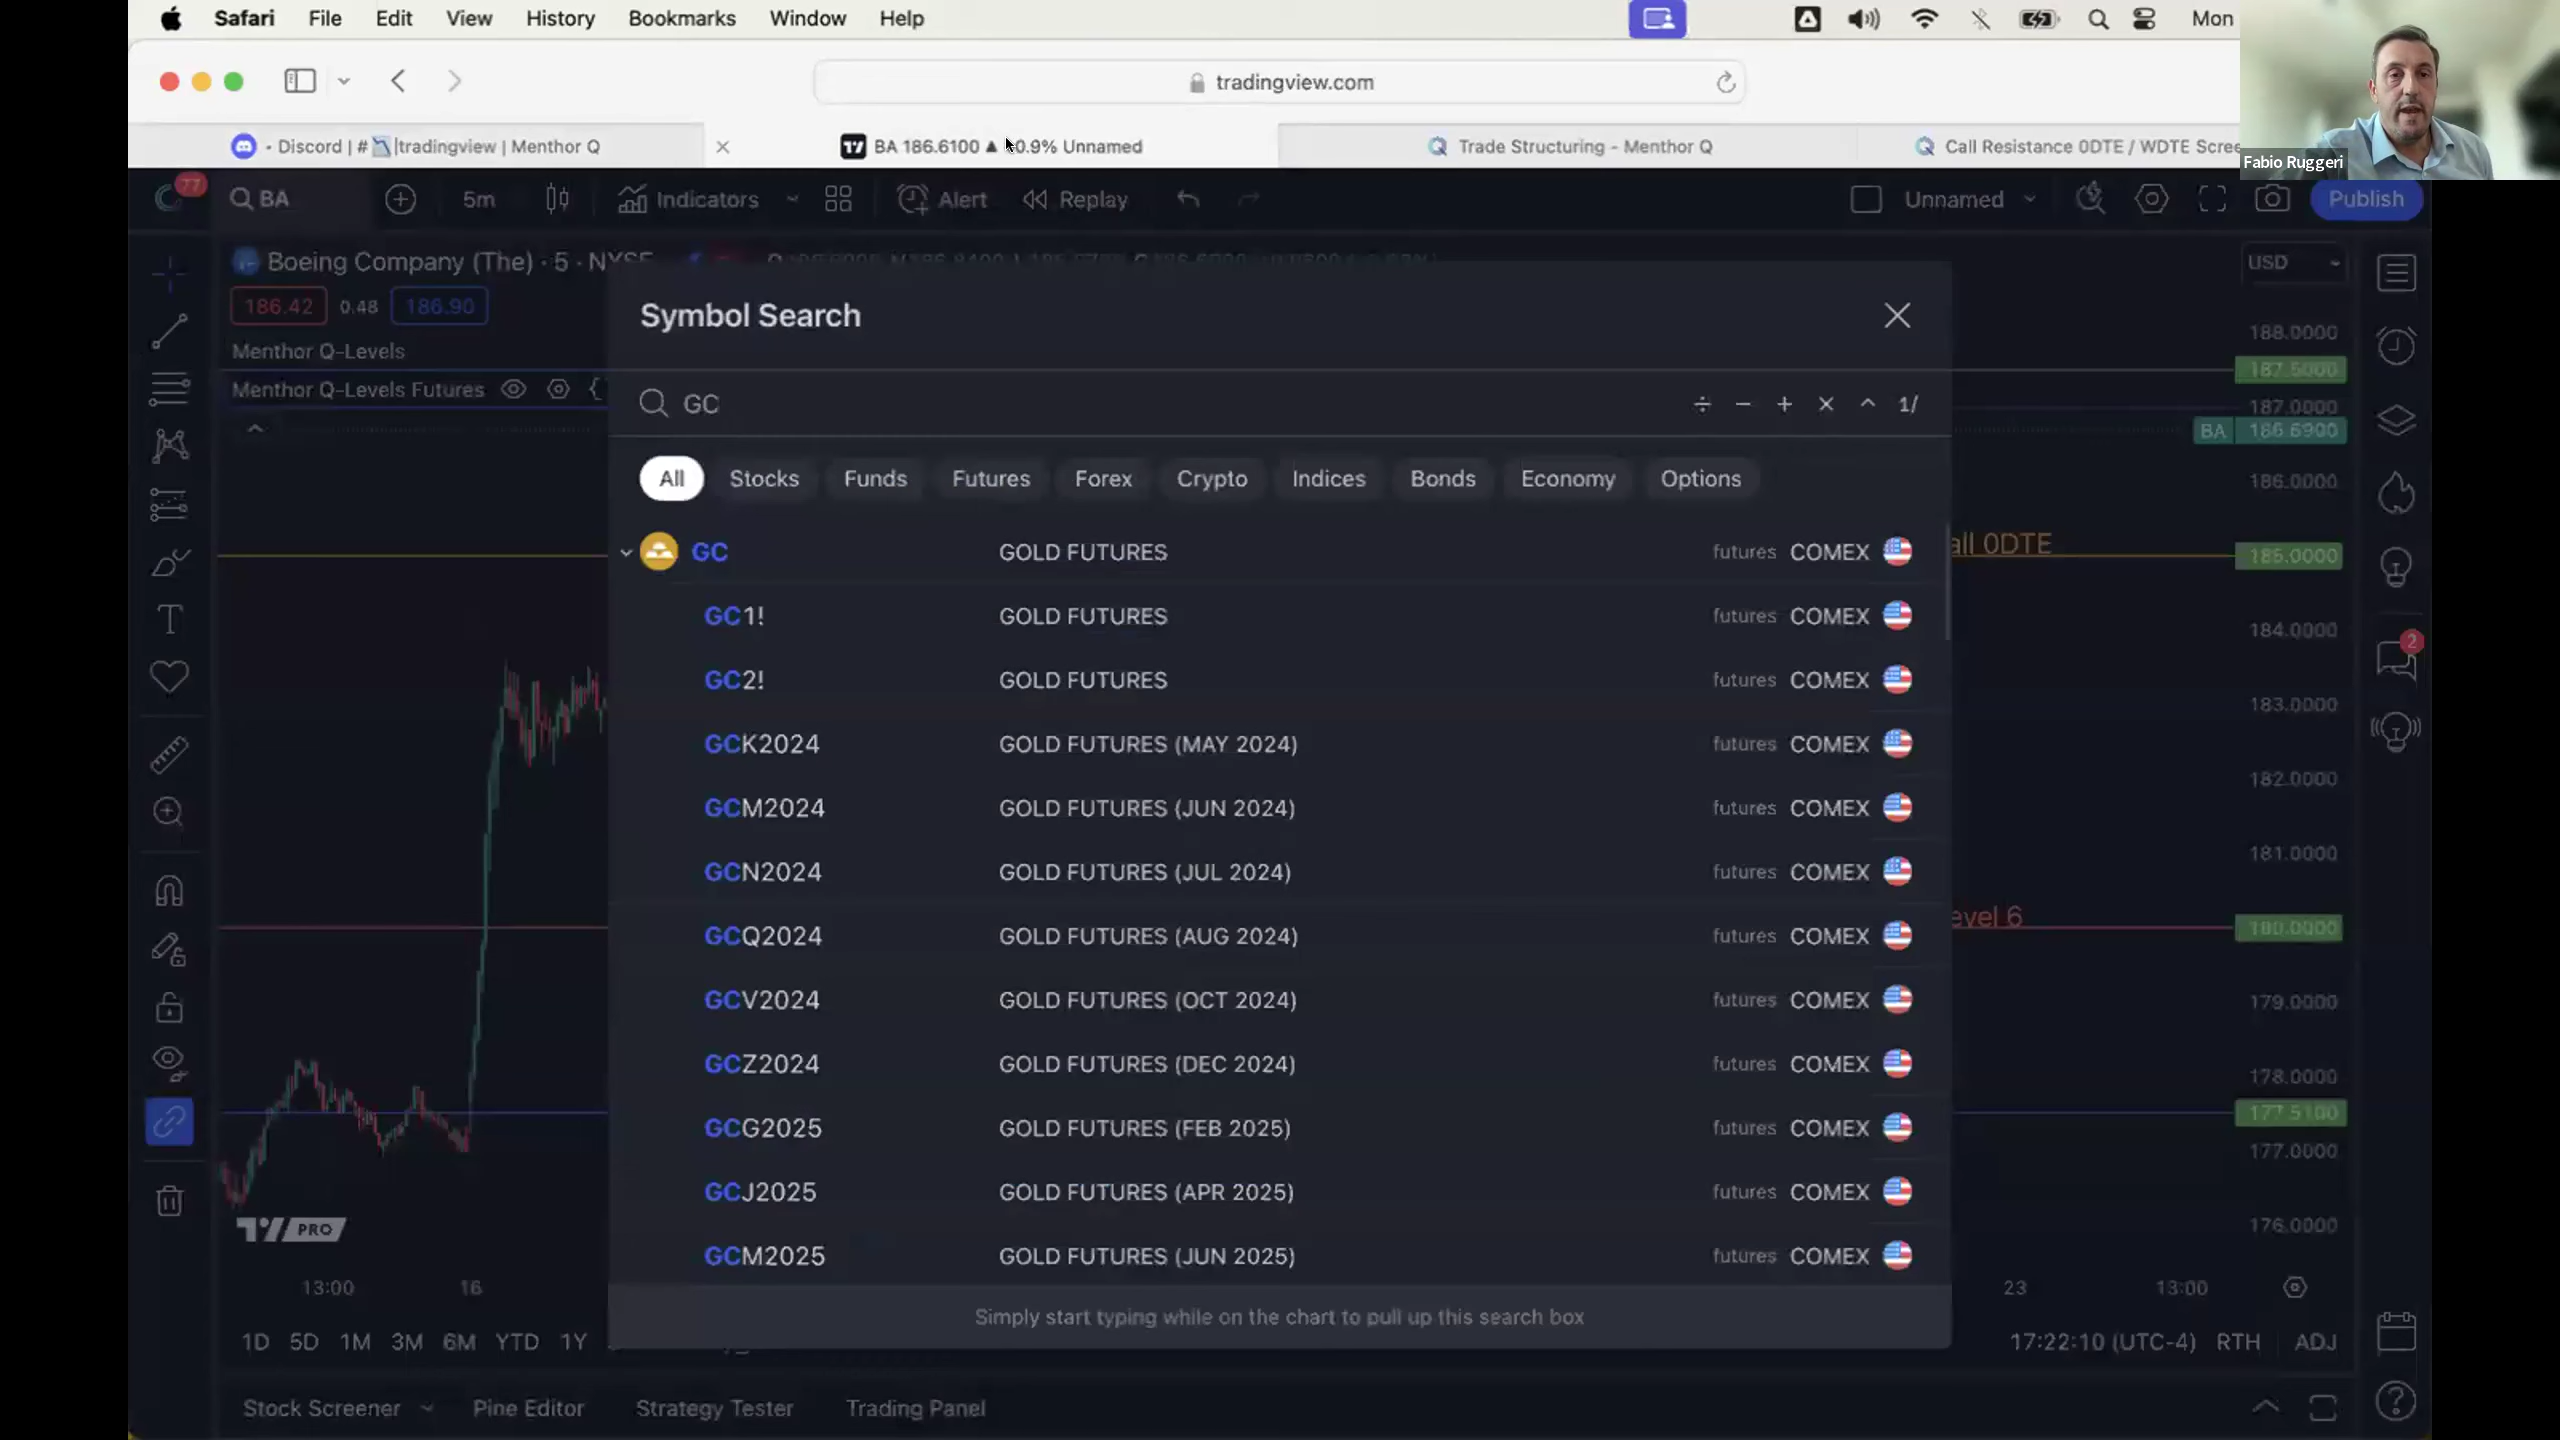 Safari File Edit View History Bookmarks Window Help Mon
tradingview.com
· Discord | # |tradingview | Menthor Q
BA 186.6100 ▲ 0.9% Unnamed
Trade Structuring - Menthor Q
Call Resistance 0DTE / WDTE Scree
Fabio Ruggeri
77
BA
5m
Indicators
Alert
Replay
Unnamed
Publish
Boeing Company (The) · 5 · NYSE
186.42 0.48 186.90
Menthor Q-Levels
Menthor Q-Levels Futures
USD
Symbol Search
GC
÷ − + × ^ 1/
All Stocks Funds Futures Forex Crypto Indices Bonds Economy Options
GC GOLD FUTURES futures COMEX
GC1! GOLD FUTURES futures COMEX
GC2! GOLD FUTURES futures COMEX
GCK2024 GOLD FUTURES (MAY 2024) futures COMEX
GCM2024 GOLD FUTURES (JUN 2024) futures COMEX
GCN2024 GOLD FUTURES (JUL 2024) futures COMEX
GCQ2024 GOLD FUTURES (AUG 2024) futures COMEX
GCV2024 GOLD FUTURES (OCT 2024) futures COMEX
GCZ2024 GOLD FUTURES (DEC 2024) futures COMEX
GCG2025 GOLD FUTURES (FEB 2025) futures COMEX
GCJ2025 GOLD FUTURES (APR 2025) futures COMEX
GCM2025 GOLD FUTURES (JUN 2025) futures COMEX
Simply start typing while on the chart to pull up this search box
188.0000
187.5000
187.0000
BA 186.6900
186.0000
all 0DTE
185.0000
184.0000
2
183.0000
182.0000
181.0000
evel 6
180.0000
179.0000
178.0000
177.5100
177.0000
176.0000
PRO
13:00 16 23 13:00
1D 5D 1M 3M 6M YTD 1Y
17:22:10 (UTC-4) RTH ADJ
Stock Screener Pine Editor Strategy Tester Trading Panel